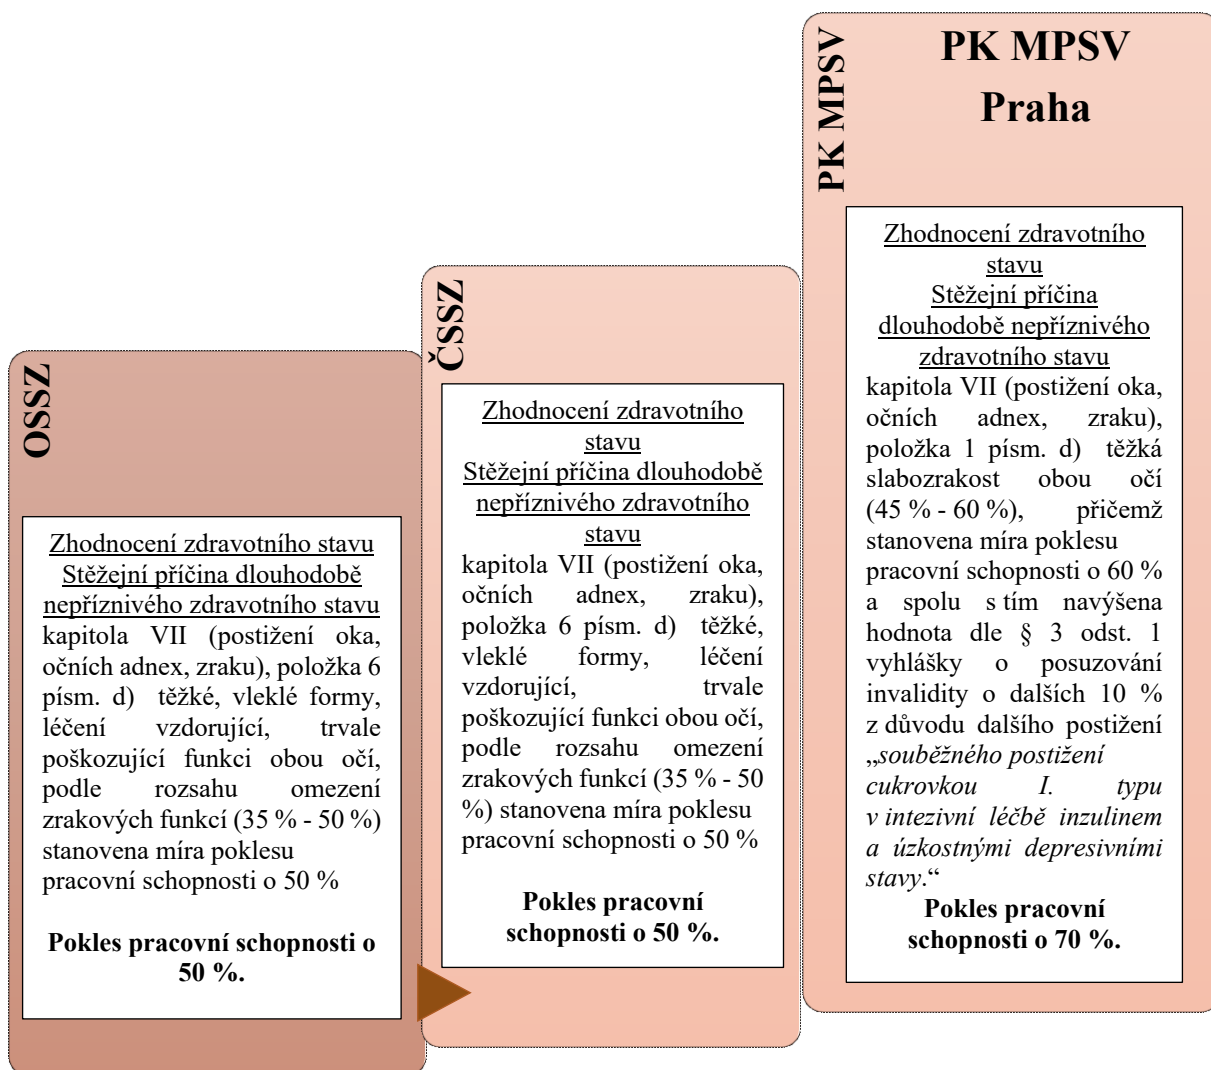 OSSZ
Zhodnocení zdravotního stavu
Stěžejní příčina dlouhodobě
nepříznivého zdravotního stavu
kapitola VII (postižení oka,
očních adnex, zraku), položka 6
písm. d) těžké, vleklé formy,
léčení vzdorující, trvale
poškozující funkci obou očí,
podle rozsahu omezení
zrakových funkcí (35 % - 50 %)
stanovena míra poklesu
pracovní schopnosti o 50 %
Pokles pracovní schopnosti o
50 %.
ČSSZ
Zhodnocení zdravotního
stavu
Stěžejní příčina dlouhodobě
nepříznivého zdravotního
stavu
kapitola VII (postižení oka,
očních adnex, zraku),
položka 6 písm. d) těžké,
vleklé formy, léčení
vzdorující, trvale
poškozující funkci obou očí,
podle rozsahu omezení
zrakových funkcí (35 % - 50
%) stanovena míra poklesu
pracovní schopnosti o 50 %
Pokles pracovní
schopnosti o 50 %.
PK MPSV
PK MPSV
Praha
Zhodnocení zdravotního
stavu
Stěžejní příčina
dlouhodobě nepříznivého
zdravotního stavu
kapitola VII (postižení oka,
očních adnex, zraku),
položka 1 písm. d) těžká
slabozrakost obou očí
(45 % - 60 %), přičemž
stanovena míra poklesu
pracovní schopnosti o 60 %
a spolu s tím navýšena
hodnota dle § 3 odst. 1
vyhlášky o posuzování
invalidity o dalších 10 %
z důvodu dalšího postižení
„souběžného postižení
cukrovkou I. typu
v intezivní léčbě inzulinem
a úzkostnými depresivními
stavy.“
Pokles pracovní
schopnosti o 70 %.